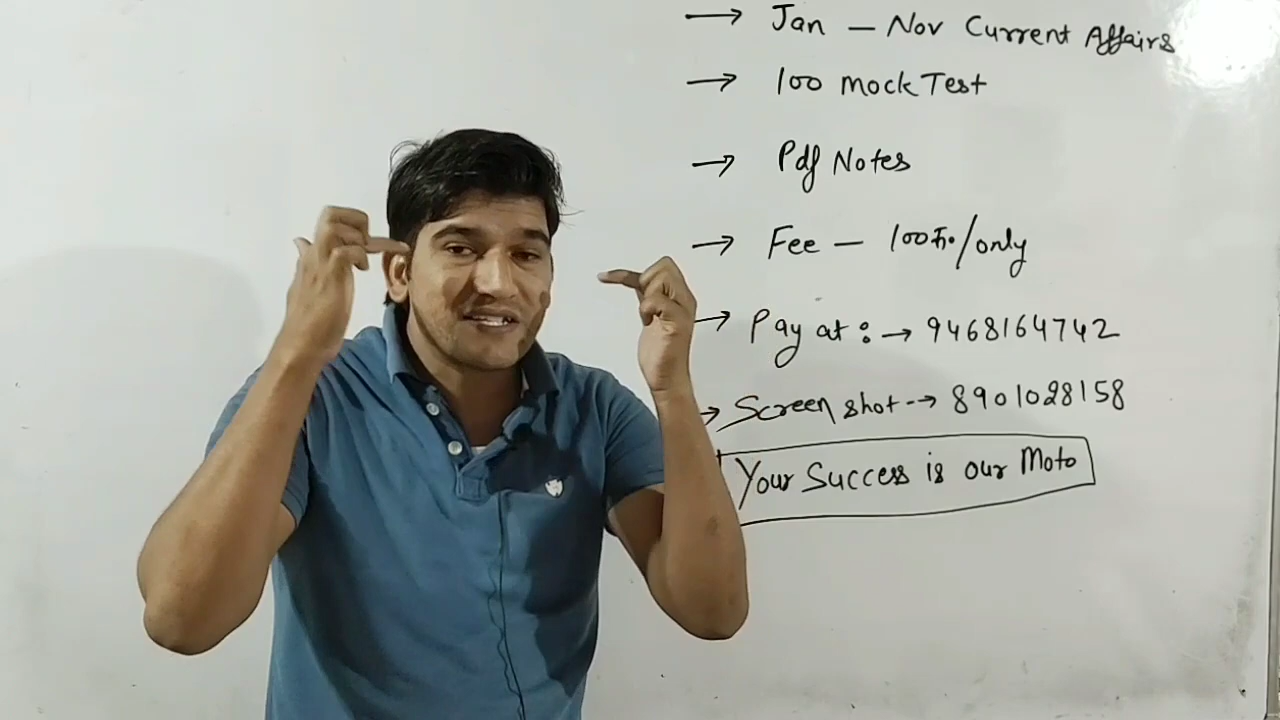 → Jan – Nov Current Affairs
→ 100 Mock Test
→ Pdf Notes
→ Fee – 100रु०/only
→ Pay at : → 9468164742
→ Screen shot --> 8901028158
Your Success is our Moto